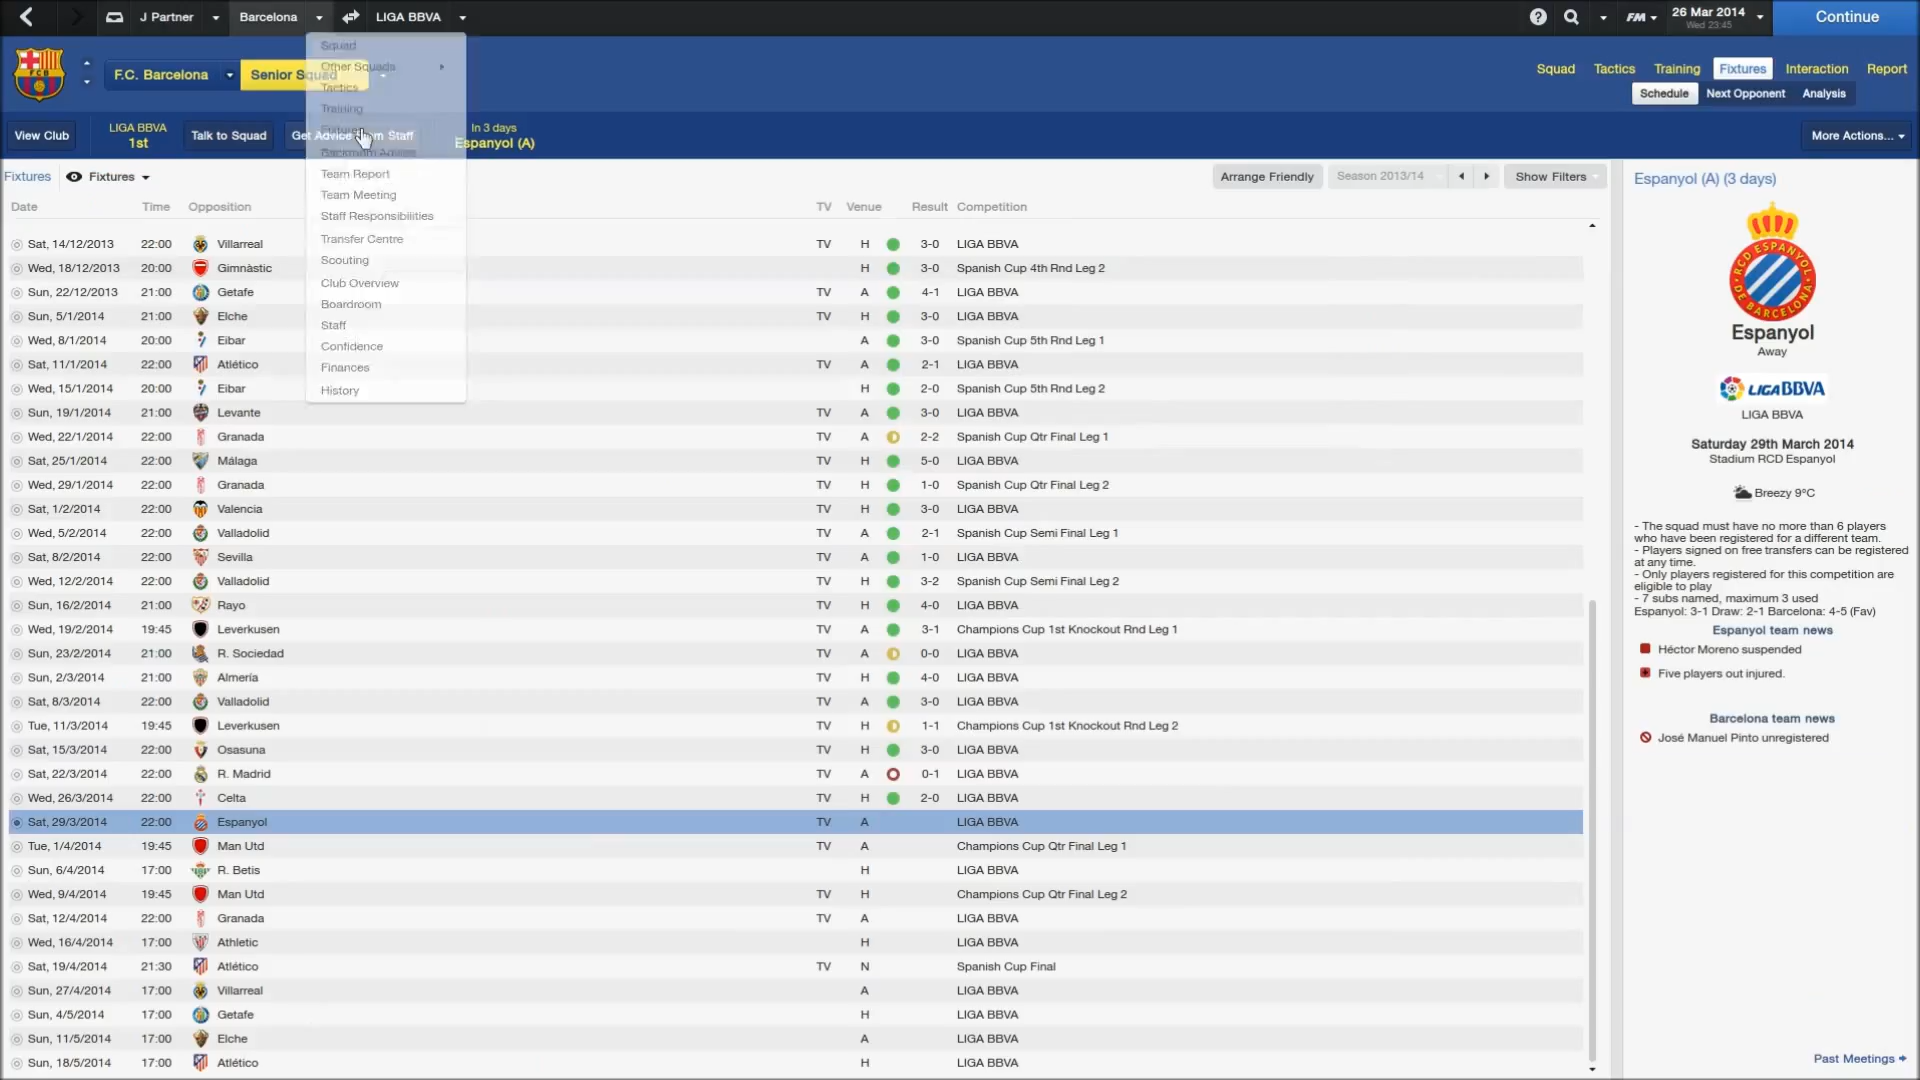 J Partner Barcelona LIGA BBVA FM 26 Mar 2014 Continue
Wed 23:45
F.C. Barcelona Senior Squad
Squad Tactics Training Fixtures Interaction Report
Schedule Next Opponent Analysis
View Club LIGA BBVA 1st Talk to Squad Get Advice From Staff In 3 days Espanyol (A) More Actions...
Squad
Other Squads
Tactics
Training
Fixtures
Team Report
Team Meeting
Staff Responsibilities
Transfer Centre
Scouting
Club Overview
Boardroom
Staff
Confidence
Finances
History
Fixtures Fixtures Arrange Friendly Season 2013/14 Show Filters
Date Time Opposition TV Venue Result Competition
Sat, 14/12/2013 22:00 Villarreal TV H 3-0 LIGA BBVA
Wed, 18/12/2013 20:00 Gimnàstic H 3-0 Spanish Cup 4th Rnd Leg 2
Sun, 22/12/2013 21:00 Getafe TV A 4-1 LIGA BBVA
Sun, 5/1/2014 21:00 Elche TV H 3-0 LIGA BBVA
Wed, 8/1/2014 20:00 Eibar A 3-0 Spanish Cup 5th Rnd Leg 1
Sat, 11/1/2014 22:00 Atlético TV A 2-1 LIGA BBVA
Wed, 15/1/2014 20:00 Eibar H 2-0 Spanish Cup 5th Rnd Leg 2
Sun, 19/1/2014 21:00 Levante TV A 3-0 LIGA BBVA
Wed, 22/1/2014 22:00 Granada TV A 2-2 Spanish Cup Qtr Final Leg 1
Sat, 25/1/2014 22:00 Málaga TV H 5-0 LIGA BBVA
Wed, 29/1/2014 22:00 Granada TV H 1-0 Spanish Cup Qtr Final Leg 2
Sat, 1/2/2014 22:00 Valencia TV H 3-0 LIGA BBVA
Wed, 5/2/2014 22:00 Valladolid TV A 2-1 Spanish Cup Semi Final Leg 1
Sat, 8/2/2014 22:00 Sevilla TV A 1-0 LIGA BBVA
Wed, 12/2/2014 22:00 Valladolid TV H 3-2 Spanish Cup Semi Final Leg 2
Sun, 16/2/2014 21:00 Rayo TV H 4-0 LIGA BBVA
Wed, 19/2/2014 19:45 Leverkusen TV A 3-1 Champions Cup 1st Knockout Rnd Leg 1
Sun, 23/2/2014 21:00 R. Sociedad TV A 0-0 LIGA BBVA
Sun, 2/3/2014 21:00 Almería TV H 4-0 LIGA BBVA
Sat, 8/3/2014 22:00 Valladolid TV A 3-0 LIGA BBVA
Tue, 11/3/2014 19:45 Leverkusen TV H 1-1 Champions Cup 1st Knockout Rnd Leg 2
Sat, 15/3/2014 22:00 Osasuna TV H 3-0 LIGA BBVA
Sat, 22/3/2014 22:00 R. Madrid TV A 0-1 LIGA BBVA
Wed, 26/3/2014 22:00 Celta TV H 2-0 LIGA BBVA
Sat, 29/3/2014 22:00 Espanyol TV A LIGA BBVA
Tue, 1/4/2014 19:45 Man Utd TV A Champions Cup Qtr Final Leg 1
Sun, 6/4/2014 17:00 R. Betis H LIGA BBVA
Wed, 9/4/2014 19:45 Man Utd TV H Champions Cup Qtr Final Leg 2
Sat, 12/4/2014 22:00 Granada TV A LIGA BBVA
Wed, 16/4/2014 17:00 Athletic H LIGA BBVA
Sat, 19/4/2014 21:30 Atlético TV N Spanish Cup Final
Sun, 27/4/2014 17:00 Villarreal A LIGA BBVA
Sun, 4/5/2014 17:00 Getafe H LIGA BBVA
Sun, 11/5/2014 17:00 Elche A LIGA BBVA
Sun, 18/5/2014 17:00 Atlético H LIGA BBVA
Espanyol (A) (3 days)
RCD ESPANYOL
DE BARCELONA
Espanyol
Away
LIGA BBVA
LIGA BBVA
Saturday 29th March 2014
Stadium RCD Espanyol
Breezy 9°C
- The squad must have no more than 6 players
who have been registered for a different team.
- Players signed on free transfers can be registered
at any time.
- Only players registered for this competition are
eligible to play
- 7 subs named, maximum 3 used
Espanyol: 3-1 Draw: 2-1 Barcelona: 4-5 (Fav)
Espanyol team news
Héctor Moreno suspended
Five players out injured.
Barcelona team news
José Manuel Pinto unregistered
Past Meetings